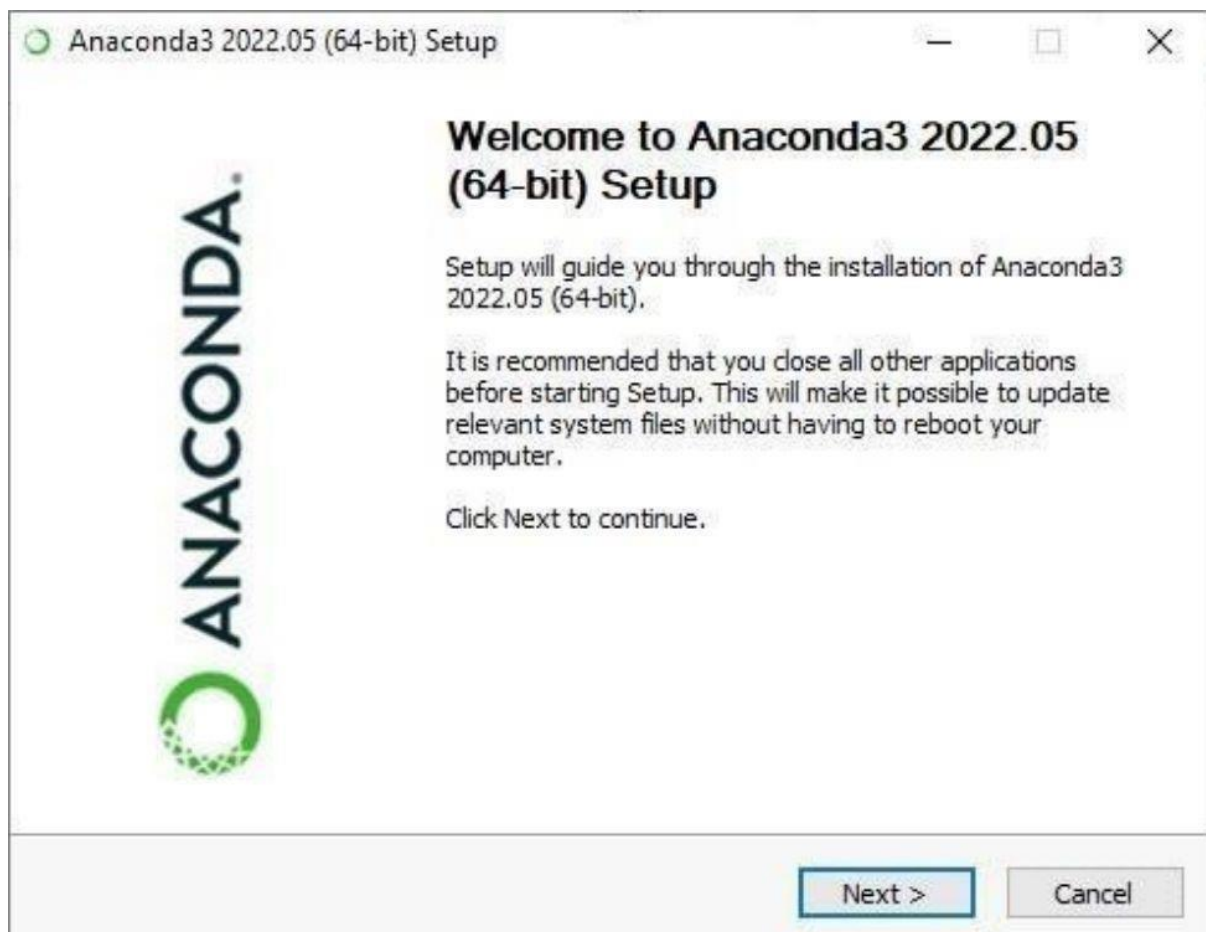 Anaconda3 2022.05 (64-bit) Setup
Welcome to Anaconda3 2022.05
(64-bit) Setup
ANACONDA.
Setup will guide you through the installation of Anaconda3
2022.05 (64-bit).
It is recommended that you close all other applications
before starting Setup. This will make it possible to update
relevant system files without having to reboot your
computer.
Click Next to continue.
Next >
Cancel